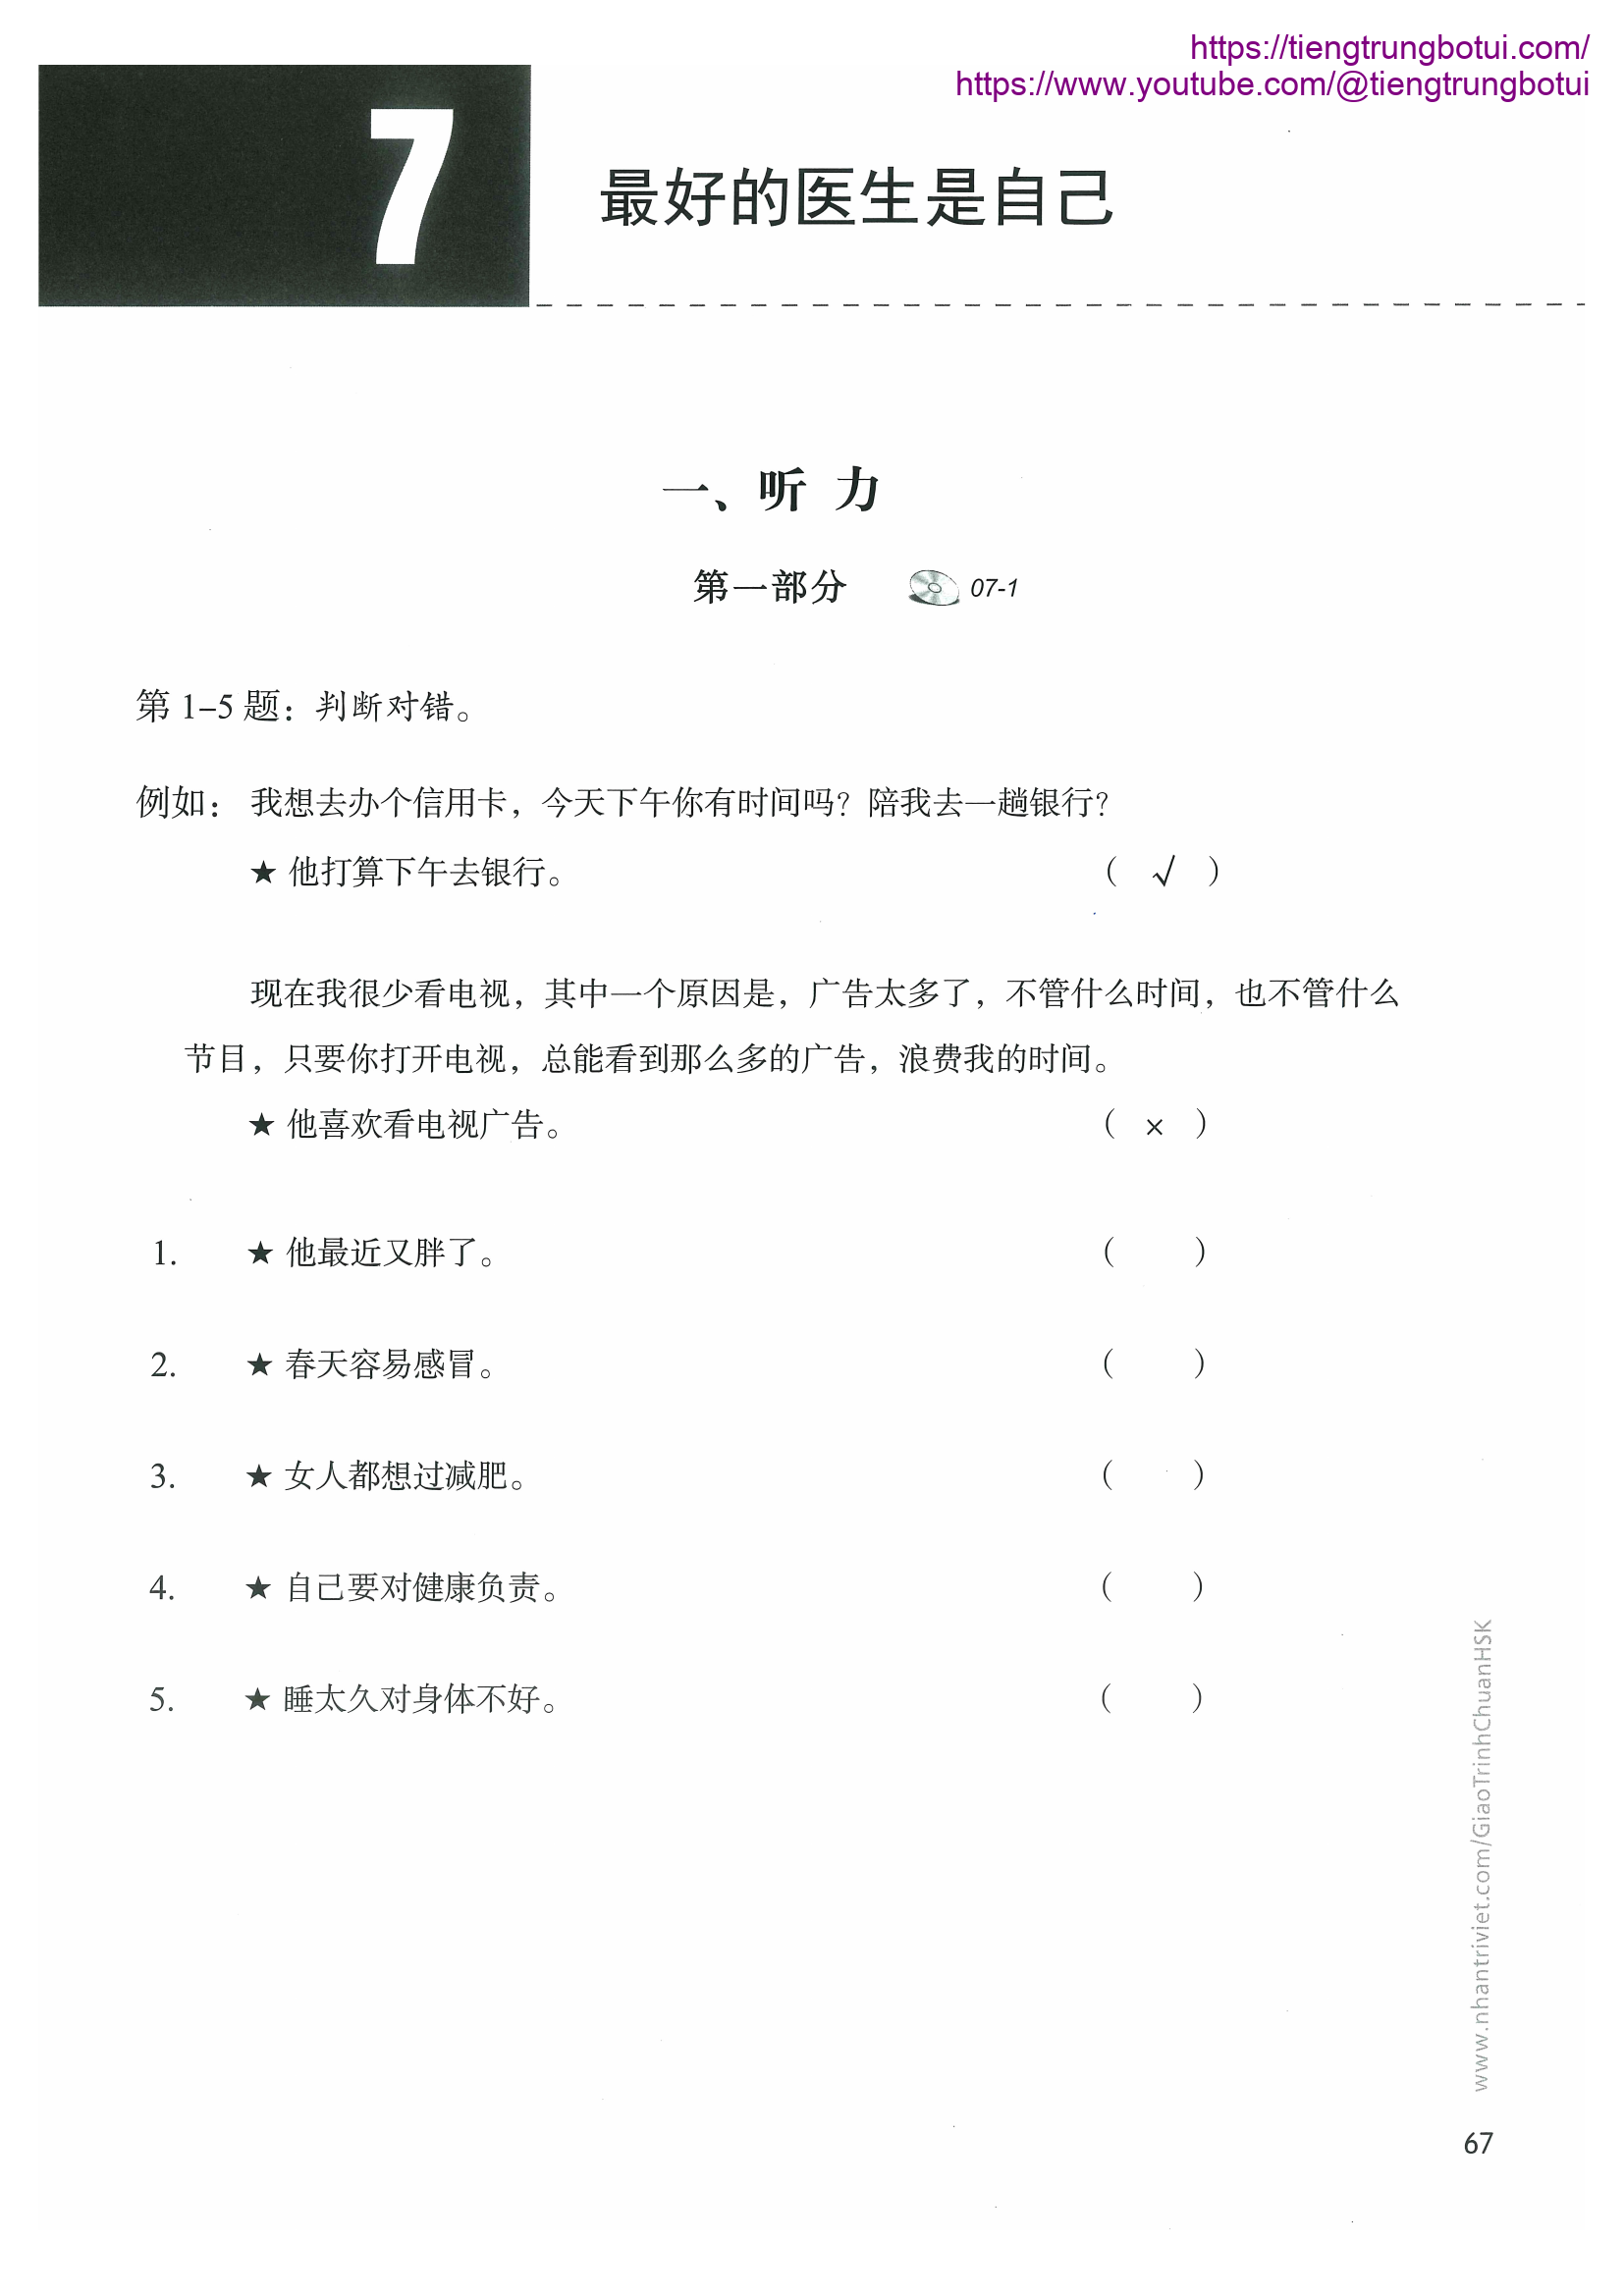 https://tiengtrungbotui.com/
https://www.youtube.com/@tiengtrungbotui
7
最好的医生是自己
一、听 力
第一部分 07-1
第 1–5 题：判断对错。
例如： 我想去办个信用卡，今天下午你有时间吗？陪我去一趟银行？
★ 他打算下午去银行。 （ √ ）
现在我很少看电视，其中一个原因是，广告太多了，不管什么时间，也不管什么
节目，只要你打开电视，总能看到那么多的广告，浪费我的时间。
★ 他喜欢看电视广告。 （ × ）
1. ★ 他最近又胖了。 （ ）
2. ★ 春天容易感冒。 （ ）
3. ★ 女人都想过减肥。 （ ）
4. ★ 自己要对健康负责。 （ ）
5. ★ 睡太久对身体不好。 （ ）
www.nhantriviet.com/GiaoTrinhChuanHSK
67